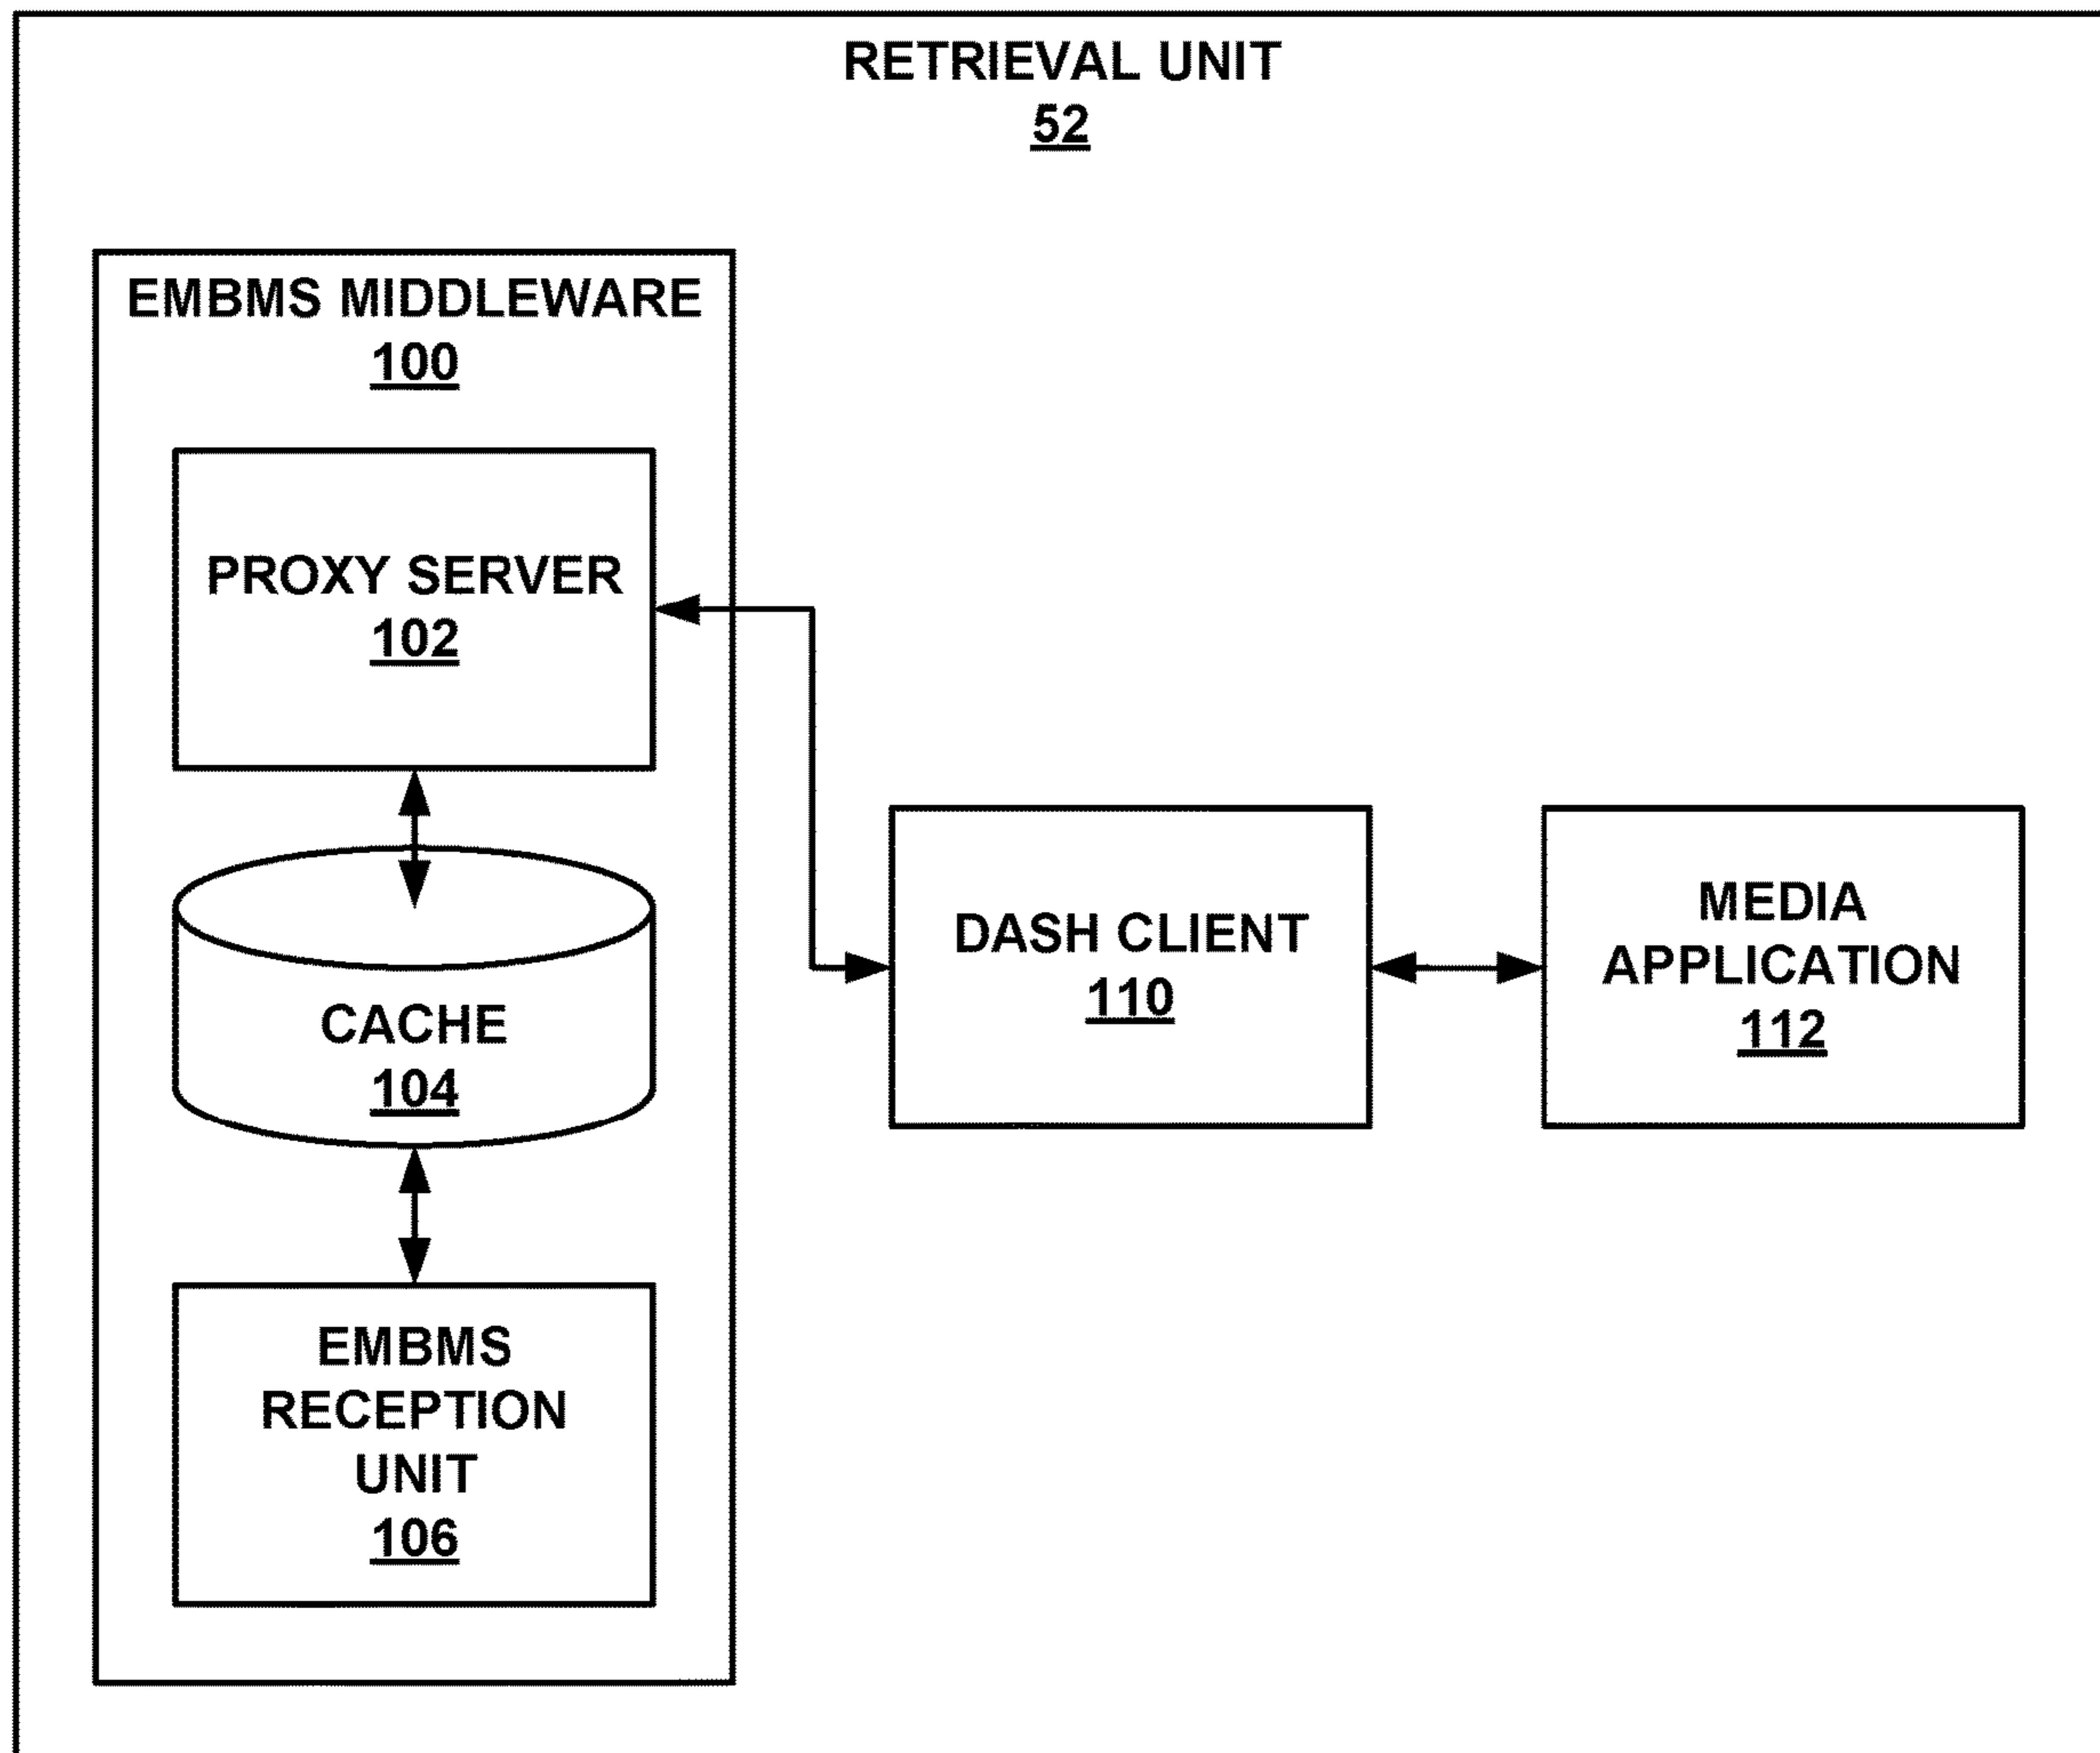 RETRIEVAL UNIT
52
EMBMS MIDDLEWARE
100
PROXY SERVER
102
CACHE
104
EMBMS
RECEPTION
UNIT
106
DASH CLIENT
110
MEDIA
APPLICATION
112